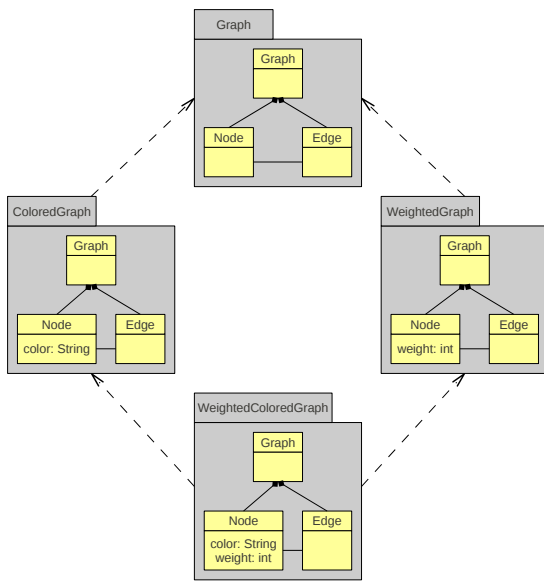 Graph
Graph
Node
Edge
ColoredGraph
Graph
Node
Edge
color: String
WeightedGraph
Graph
Node
Edge
weight: int
WeightedColoredGraph
Graph
Node
Edge
color: String
weight: int